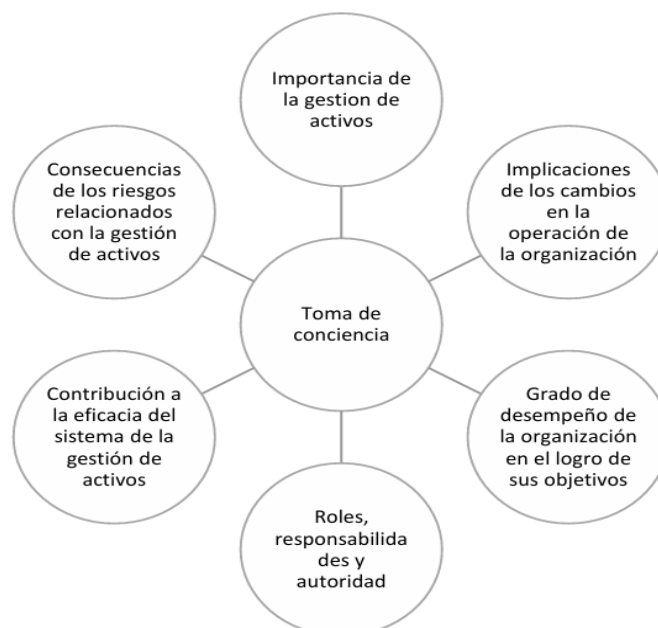 Importancia de
la gestion de
activos
Consecuencias
de los riesgos
relacionados
con la gestión
de activos
Implicaciones
de los cambios
en la
operación de
la organización
Toma de
conciencia
Contribución a
la eficacia del
sistema de la
gestión de
activos
Grado de
desempeño de
la organización
en el logro de
sus objetivos
Roles,
responsabilida
des y
autoridad